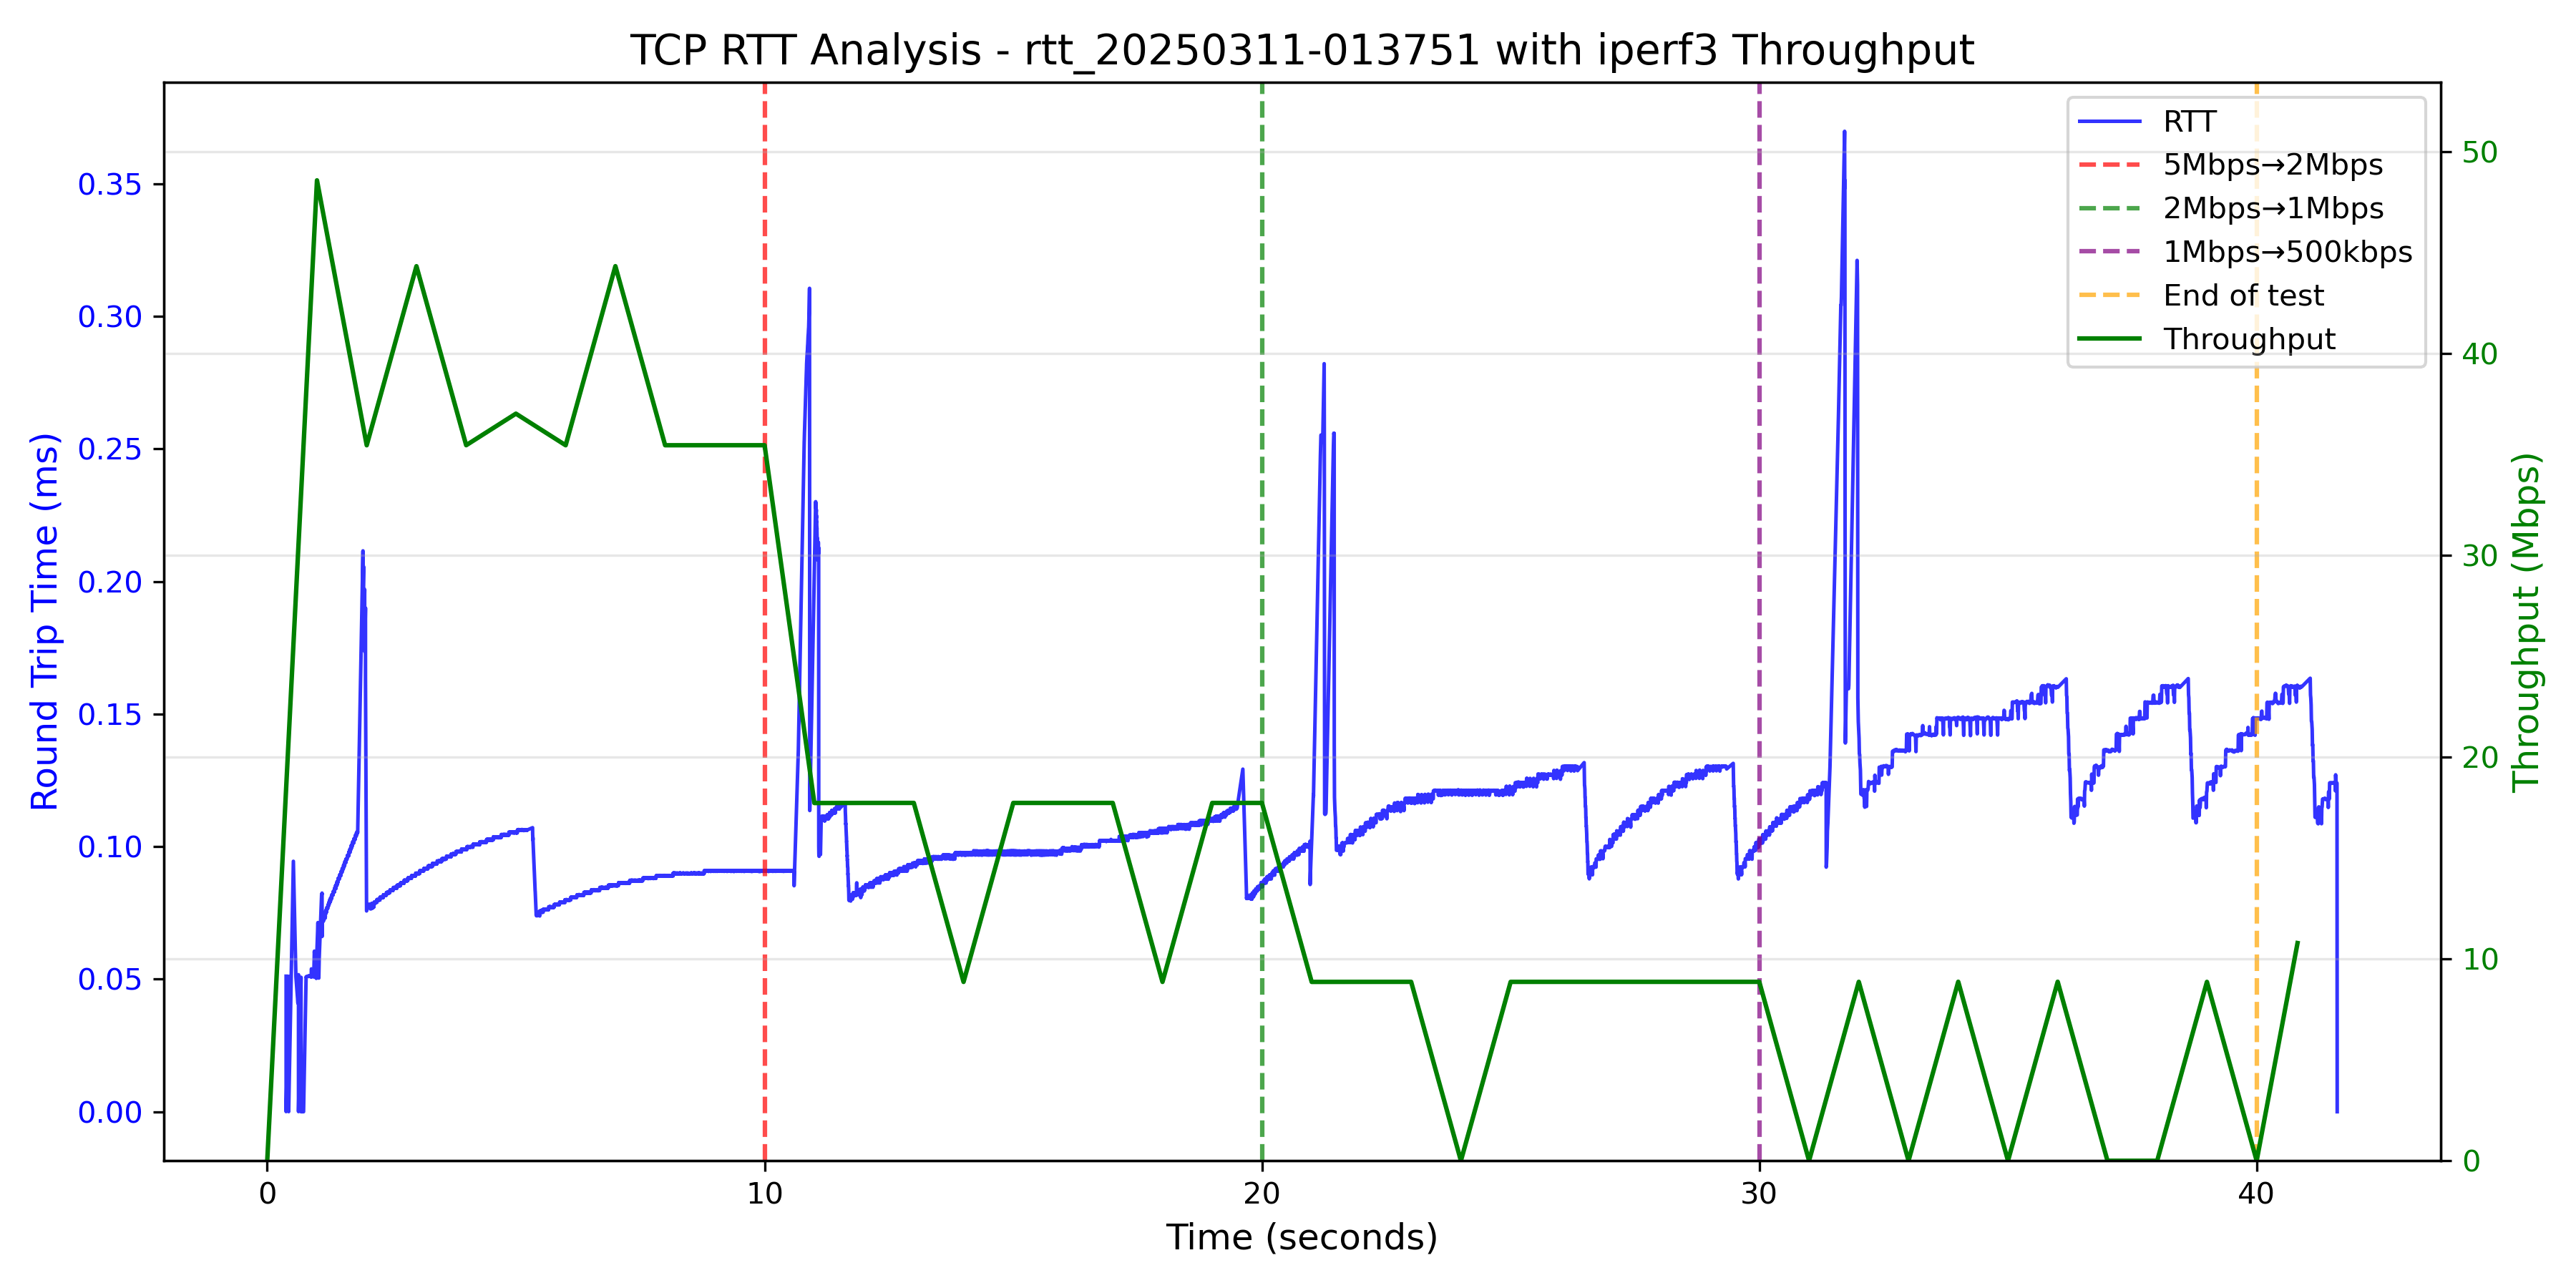 TCP RTT Analysis - rtt_20250311-013751 with iperf3 Throughput
Round Trip Time (ms)
0.35
0.30
0.25
0.20
0.15
0.10
0.05
0.00
RTT
5Mbps→2Mbps
2Mbps→1Mbps
1Mbps→500kbps
End of test
Throughput
50
40
30
20
10
0
Throughput (Mbps)
0 10 20 30 40
Time (seconds)